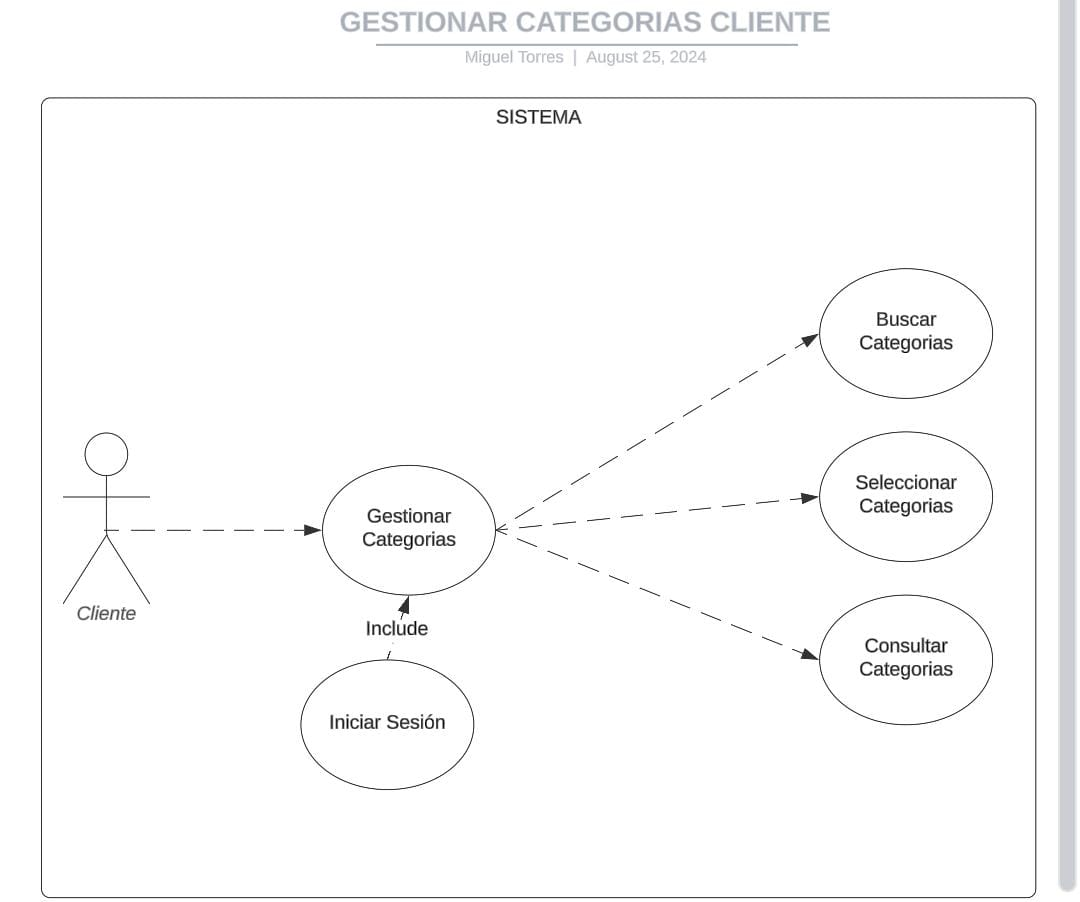 GESTIONAR CATEGORIAS CLIENTE
Miguel Torres | August 25, 2024
SISTEMA
Buscar
Categorias
Seleccionar
Categorias
Gestionar
Categorias
Cliente
Include
Consultar
Categorias
Iniciar Sesión